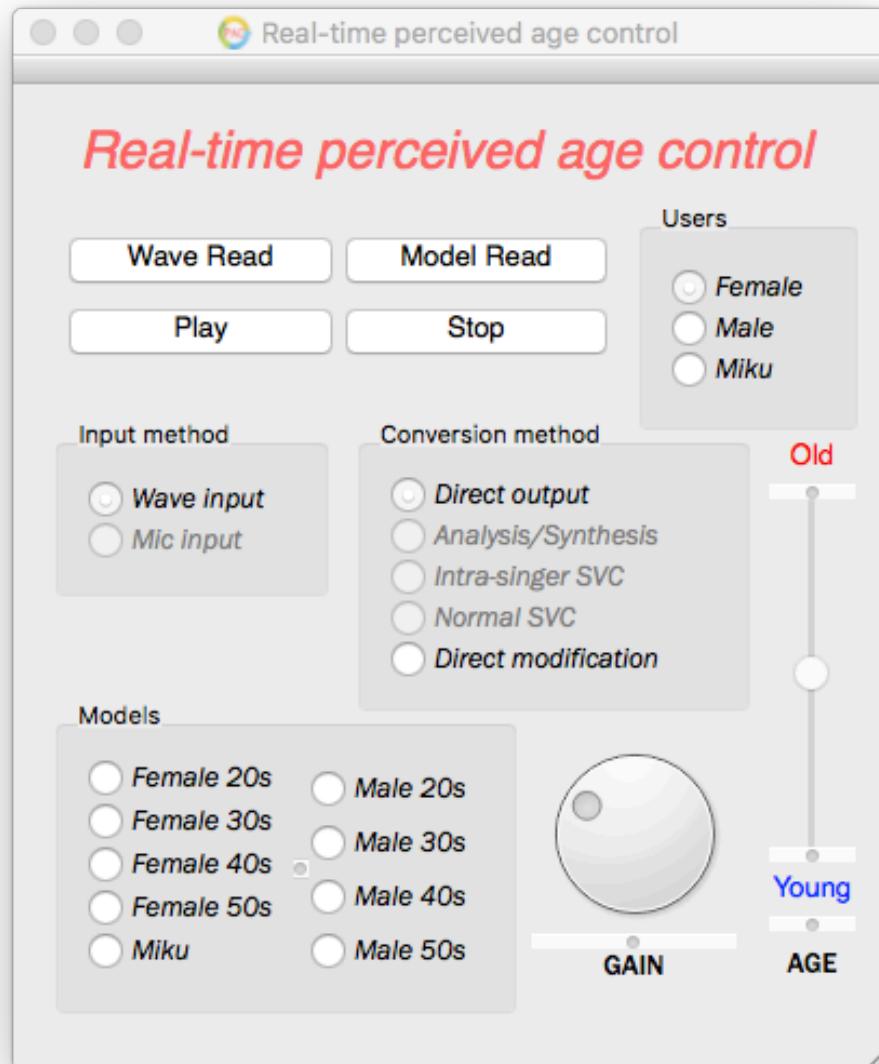 Real-time perceived age control
Real-time perceived age control
Users
Wave Read
Model Read
Female
Play
Stop
Male
Miku
Input method
Conversion method
Old
Wave input
Mic input
Direct output
Analysis/Synthesis
Intra-singer SVC
Normal SVC
Direct modification
Models
Female 20s
Female 30s
Female 40s
Female 50s
Miku
Male 20s
Male 30s
Male 40s
Male 50s
GAIN
Young
AGE